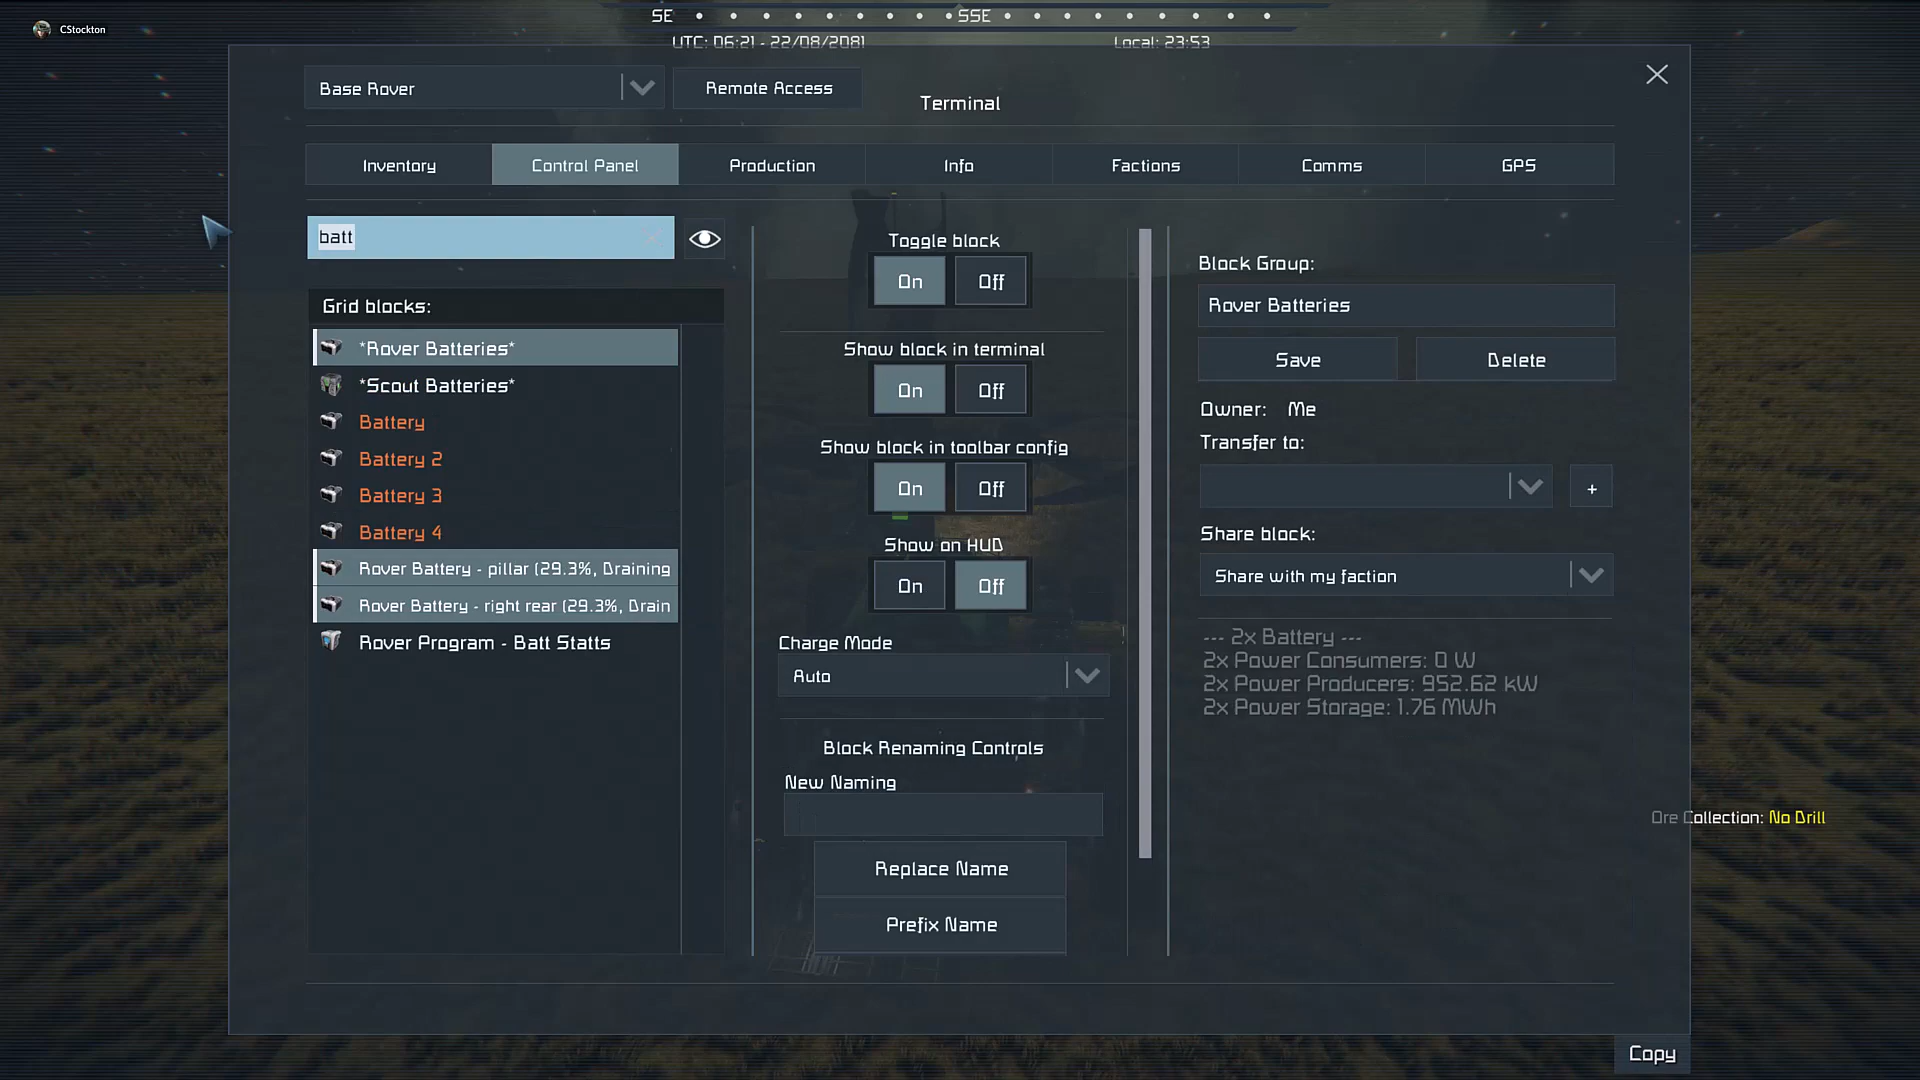 CStockton
SE
SSE
UTC: 06:21 - 22/08/2081
Local: 23:53
Base Rover
Remote Access
Terminal
Inventory
Control Panel
Production
Info
Factions
Comms
GPS
batt
Grid blocks:
*Rover Batteries*
*Scout Batteries*
Battery
Battery 2
Battery 3
Battery 4
Rover Battery - pillar (29.3%, Draining
Rover Battery - right rear (29.3%, Drain
Rover Program - Batt Statts
Toggle block
On
Off
Show block in terminal
On
Off
Show block in toolbar config
On
Off
Show on HUD
On
Off
Charge Mode
Auto
Block Renaming Controls
New Naming
Replace Name
Prefix Name
Block Group:
Rover Batteries
Save
Delete
Owner: Me
Transfer to:
+
Share block:
Share with my faction
--- 2x Battery ---
2x Power Consumers: 0 W
2x Power Producers: 952.62 kW
2x Power Storage: 1.76 MWh
Ore Collection: No Drill
Copy